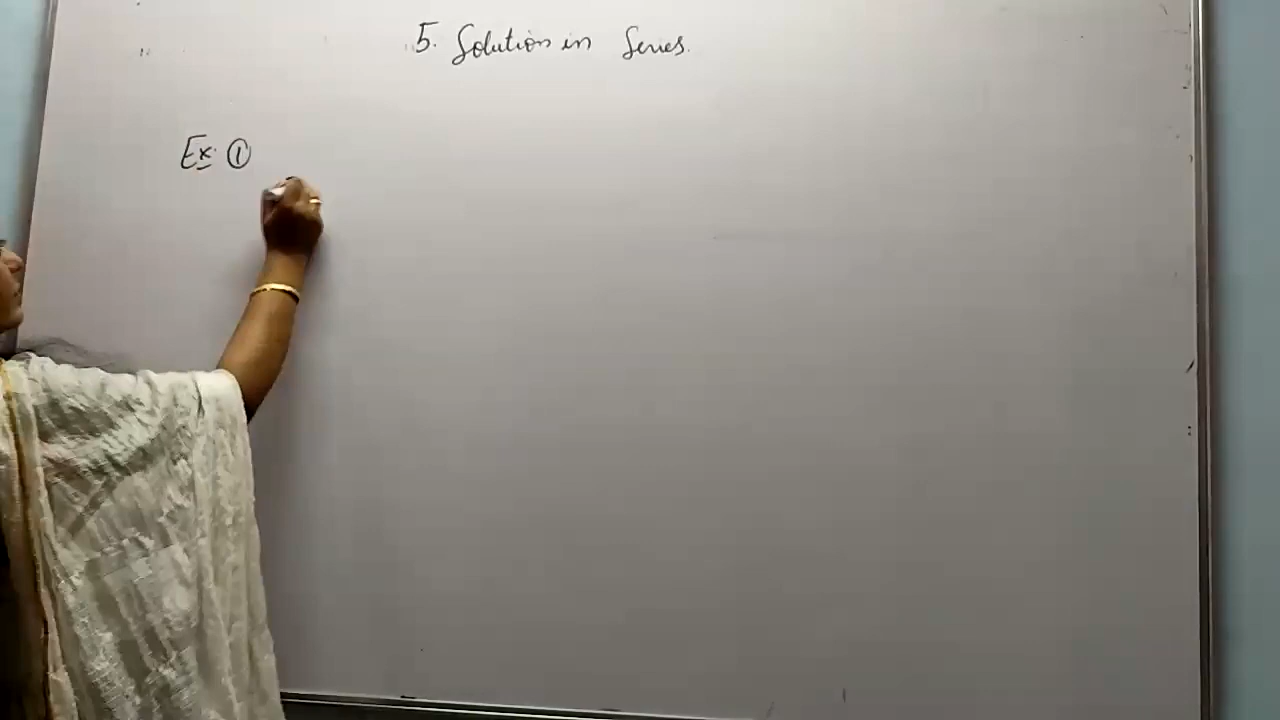 5. Solution in Series.
Ex. ①